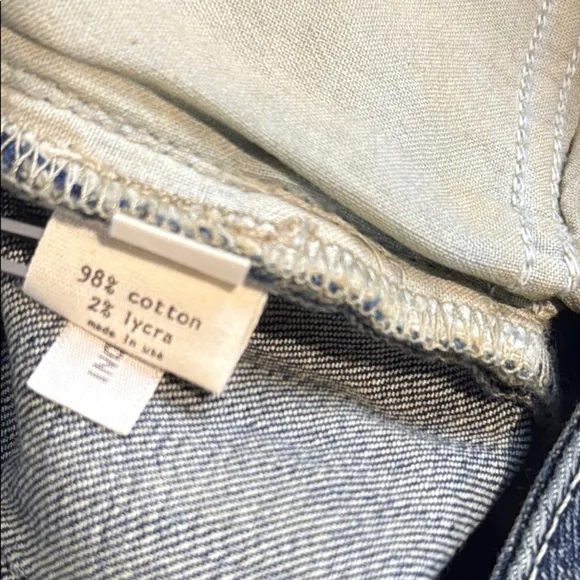 98% cotton
2% lycra
made in usa